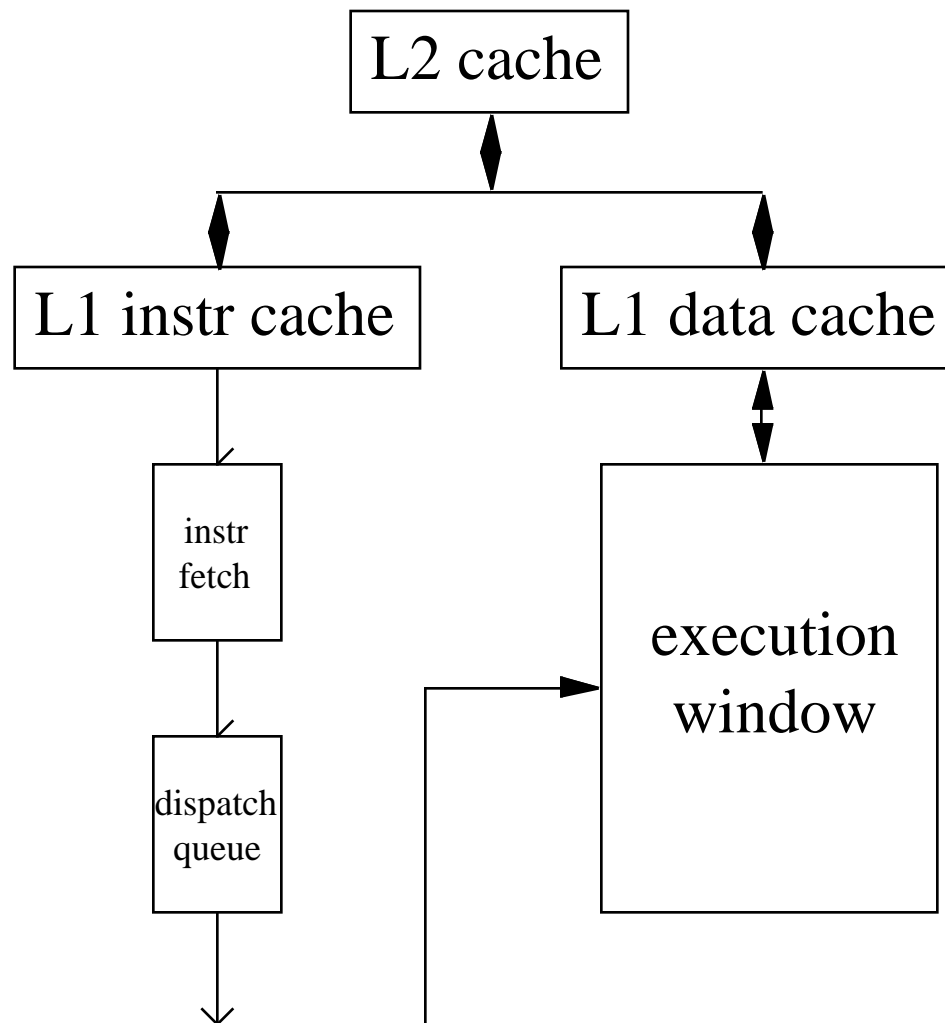 L2 cache
L1 instr cache
L1 data cache
instr
fetch
execution
window
dispatch
queue